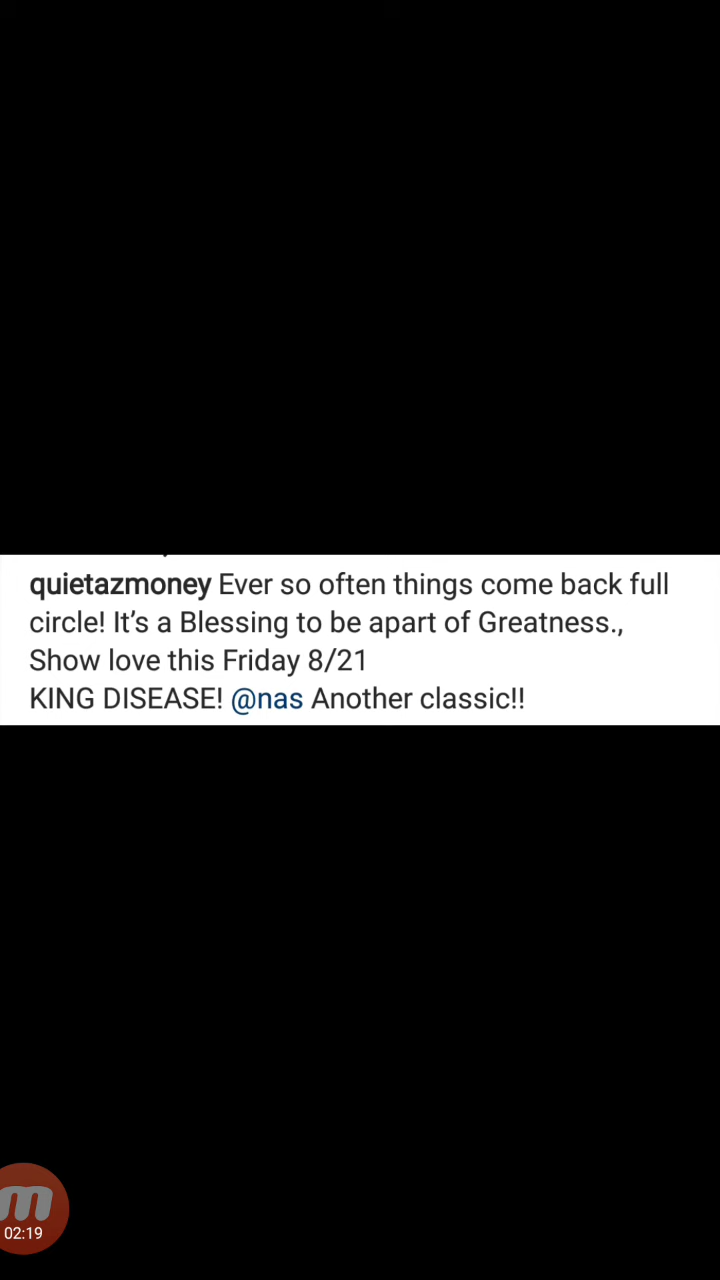 quietazmoney Ever so often things come back full
circle! It’s a Blessing to be apart of Greatness.,
Show love this Friday 8/21
KING DISEASE! @nas Another classic!!
m
02:19